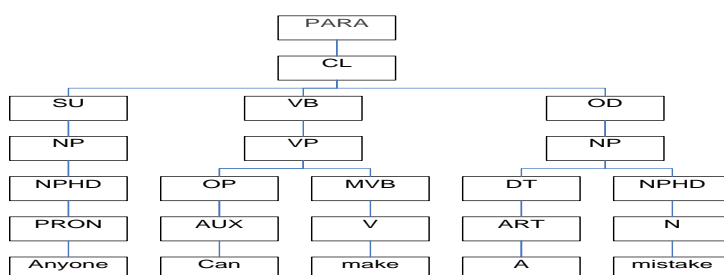 PARA
CL
SU VB OD
NP VP NP
NPHD OP MVB DT NPHD
PRON AUX V ART N
Anyone Can make A mistake